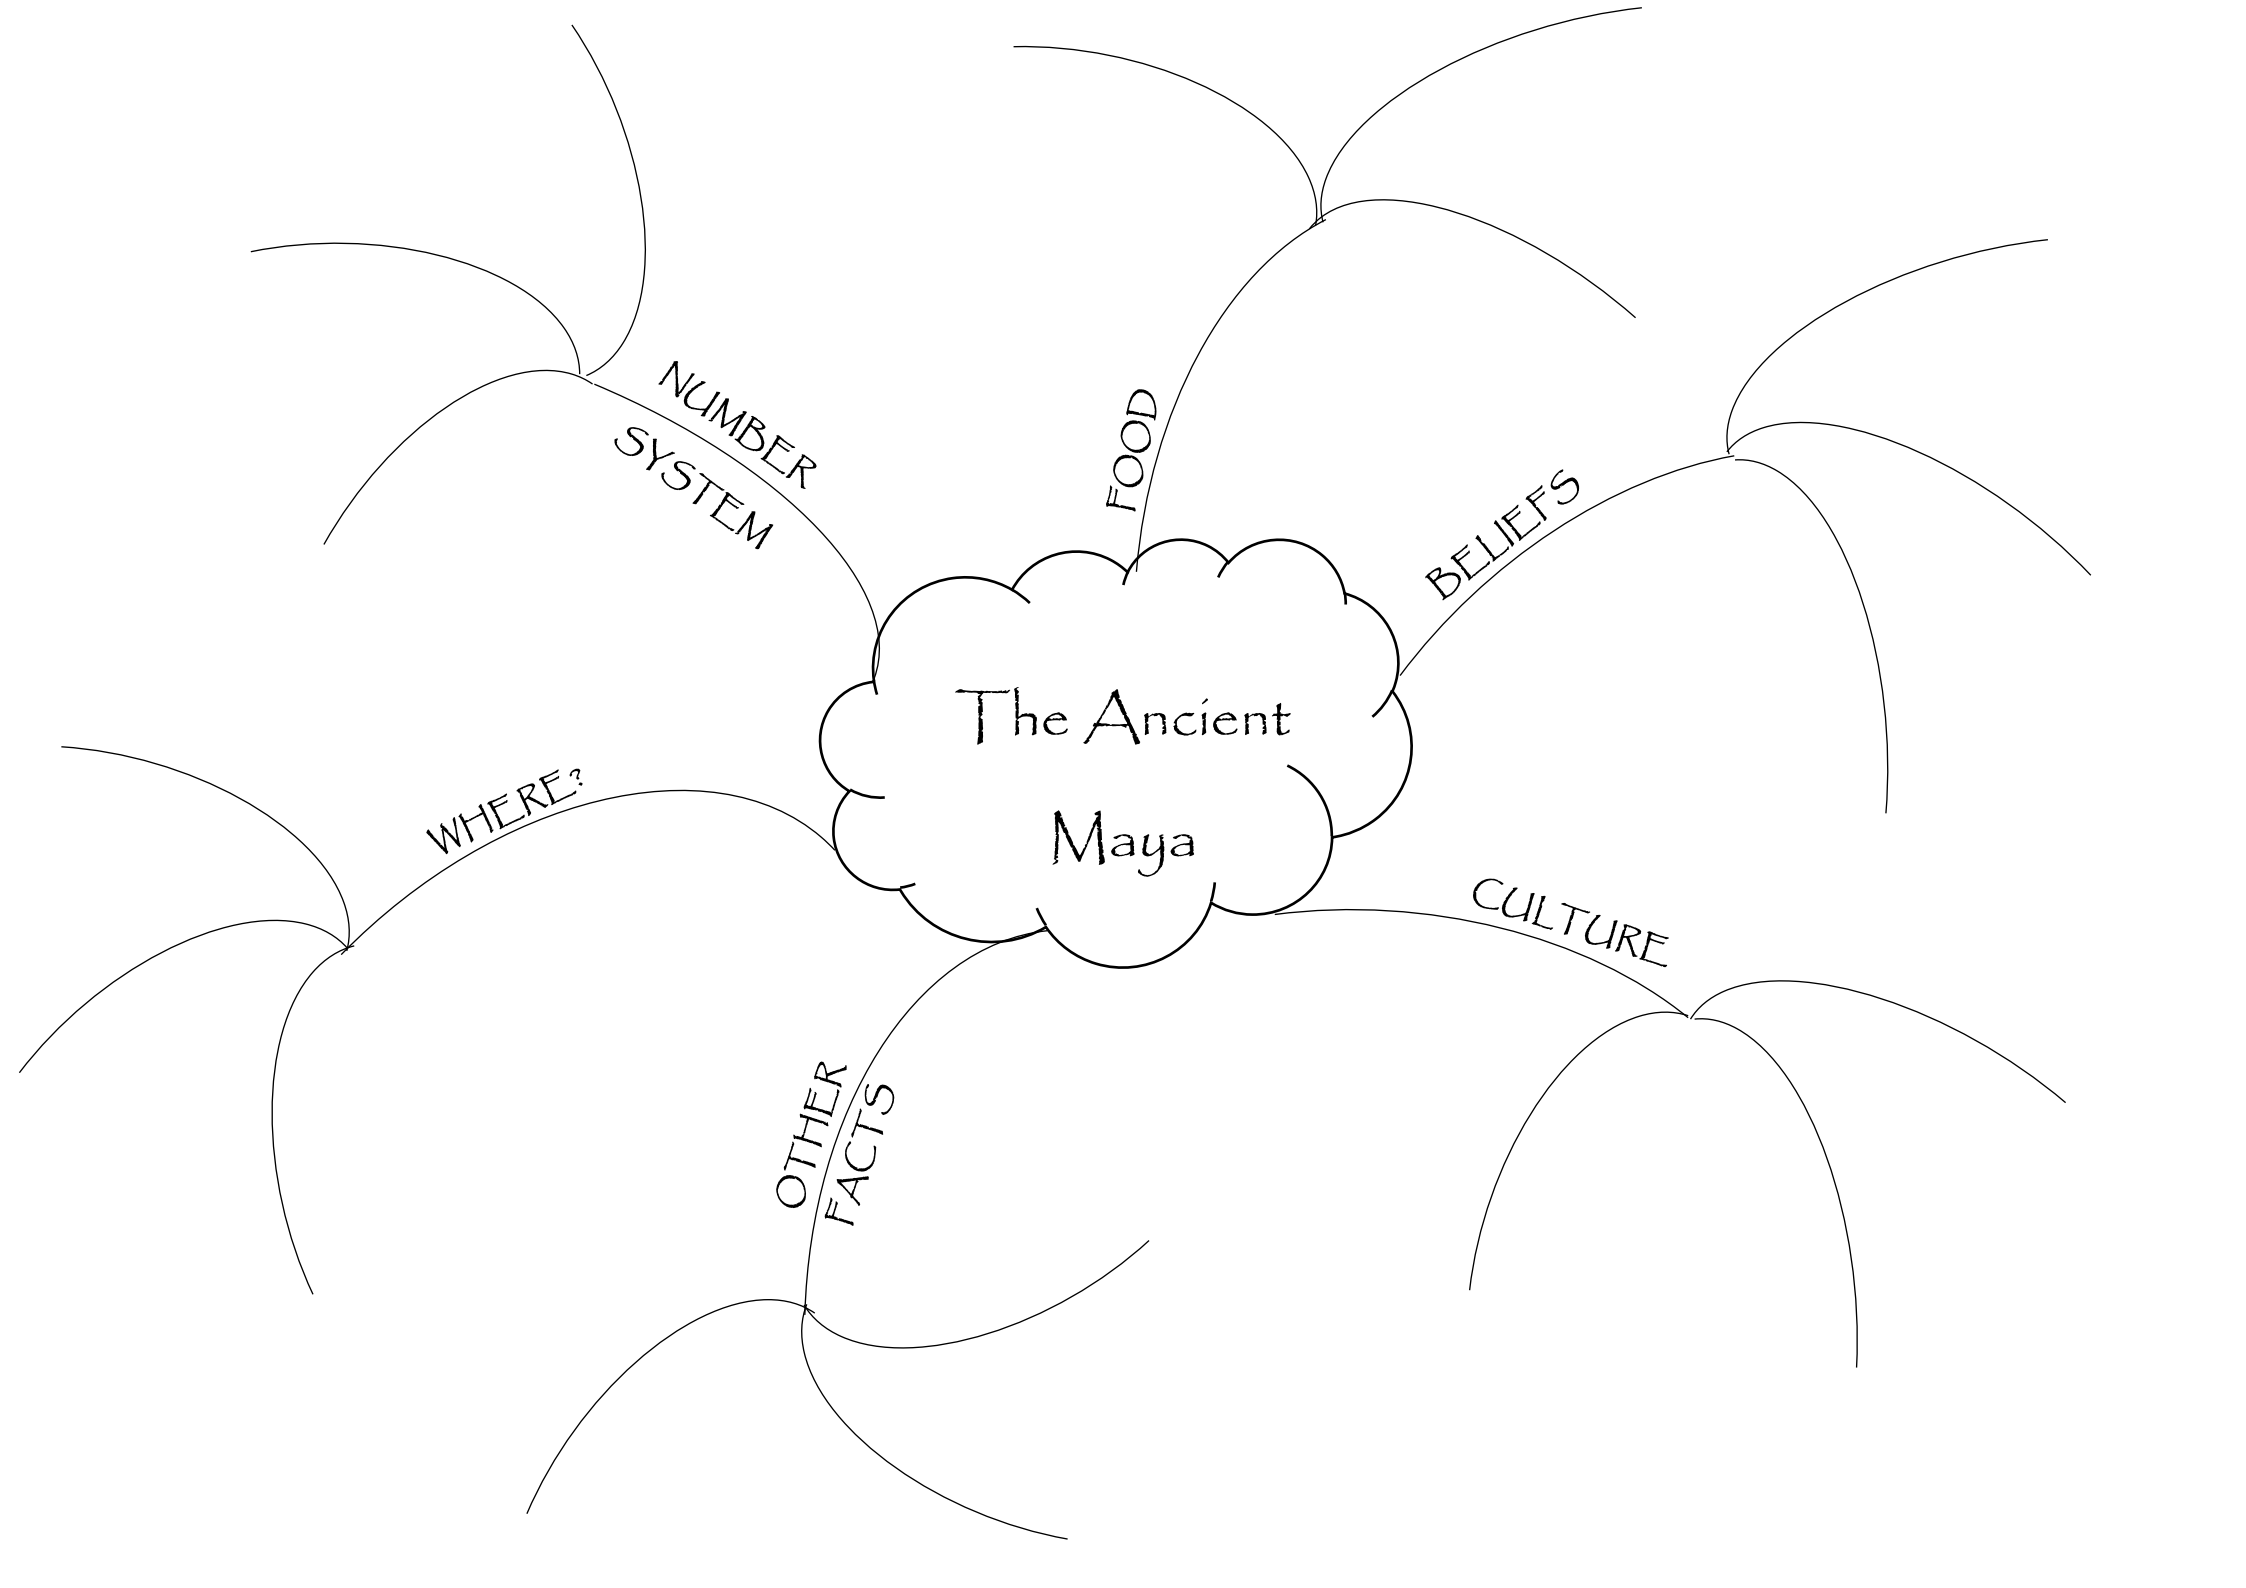 NUMBER
SYSTEM
FOOD
BELIEFS
The Ancient
Maya
WHERE?
CULTURE
OTHER
FACTS